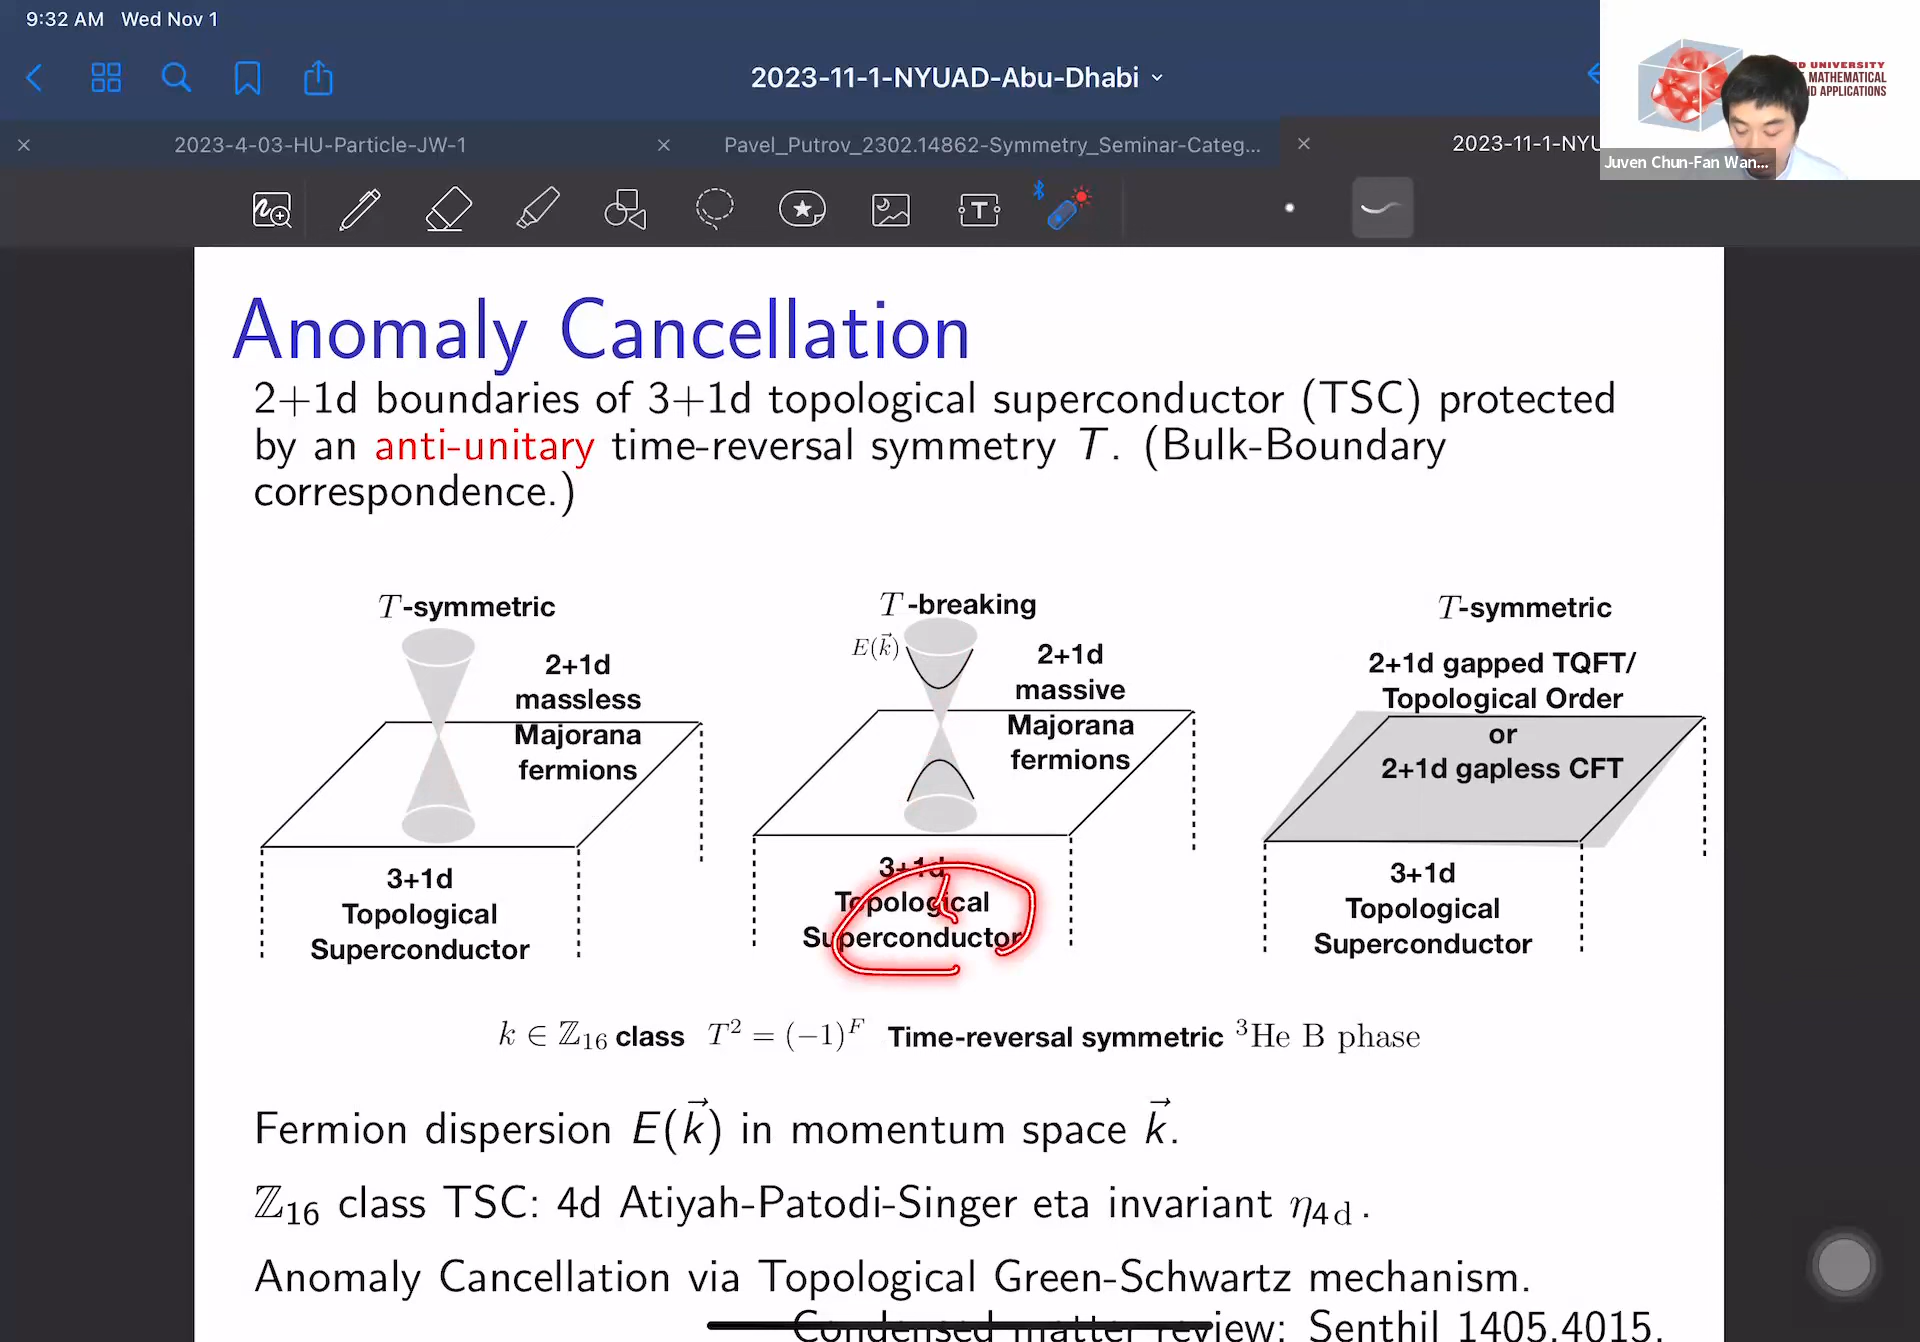 9:32 AM Wed Nov 1
2023-11-1-NYUAD-Abu-Dhabi
RD UNIVERSITY
MATHEMATICAL
ND APPLICATIONS
Juven Chun-Fan Wan...
2023-4-03-HU-Particle-JW-1
Pavel_Putrov_2302.14862-Symmetry_Seminar-Categ...
2023-11-1-NYU
T
Anomaly Cancellation
2+1d boundaries of 3+1d topological superconductor (TSC) protected
by an anti-unitary time-reversal symmetry T. (Bulk-Boundary
correspondence.)
T-symmetric
2+1d
massless
Majorana
fermions
3+1d
Topological
Superconductor
T-breaking
E(k⃗)
2+1d
massive
Majorana
fermions
3+1d
Topological
Superconductor
T-symmetric
2+1d gapped TQFT/
Topological Order
or
2+1d gapless CFT
3+1d
Topological
Superconductor
k ∈ ℤ₁₆ class T² = (−1)^F Time-reversal symmetric ³He B phase
Fermion dispersion E(k⃗) in momentum space k⃗.
ℤ₁₆ class TSC: 4d Atiyah-Patodi-Singer eta invariant η₄d.
Anomaly Cancellation via Topological Green-Schwartz mechanism.
Condensed matter review: Senthil 1405.4015.